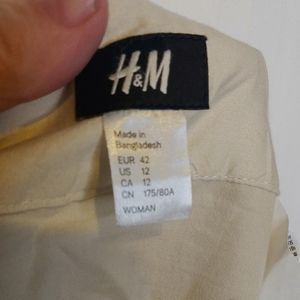 H&M
Made in
Bangladesh
EUR 42
US 12
CA 12
CN 175/80A
WOMAN